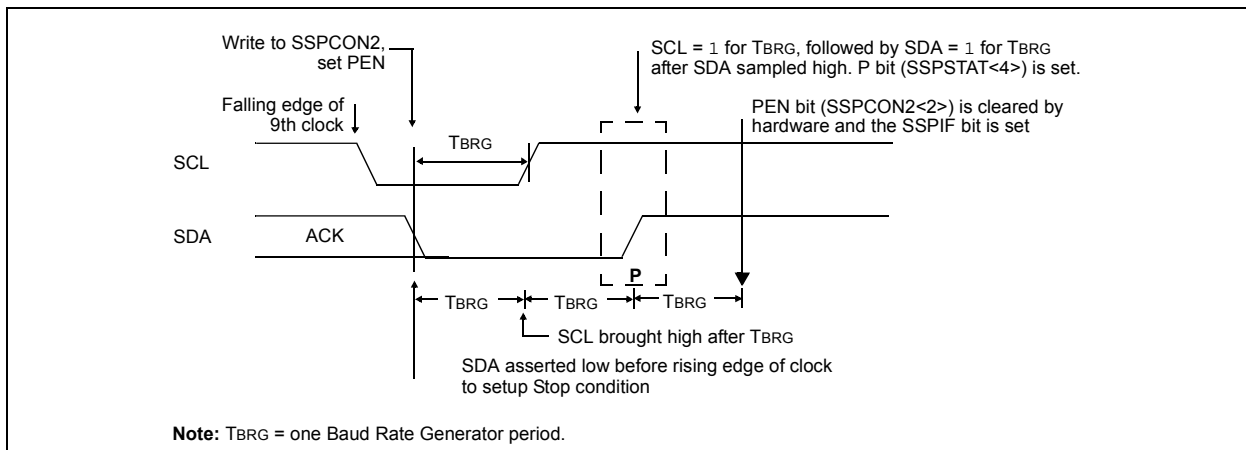 Write to SSPCON2,
set PEN
SCL = 1 for TBRG, followed by SDA = 1 for TBRG
after SDA sampled high. P bit (SSPSTAT<4>) is set.
Falling edge of
9th clock
PEN bit (SSPCON2<2>) is cleared by
hardware and the SSPIF bit is set
TBRG
SCL
SDA
ACK
P
TBRG
TBRG
TBRG
SCL brought high after TBRG
SDA asserted low before rising edge of clock
to setup Stop condition
Note: TBRG = one Baud Rate Generator period.